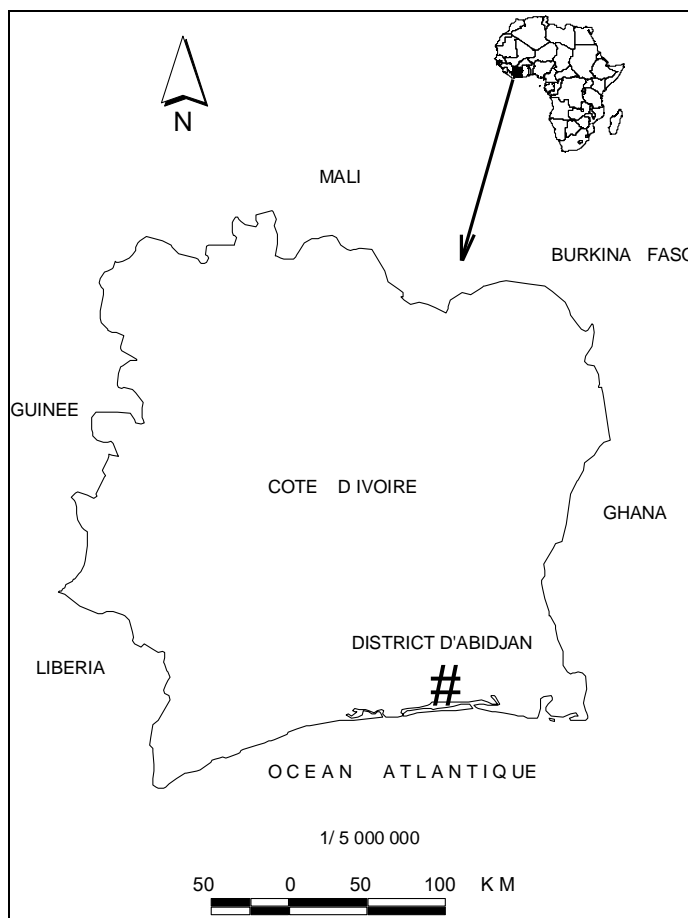 N
MALI
BURKINA FASO
GUINEE
COTE D IVOIRE
GHANA
DISTRICT D'ABIDJAN
#
LIBERIA
OCEAN ATLANTIQUE
1/ 5 000 000
50 0 50 100 KM